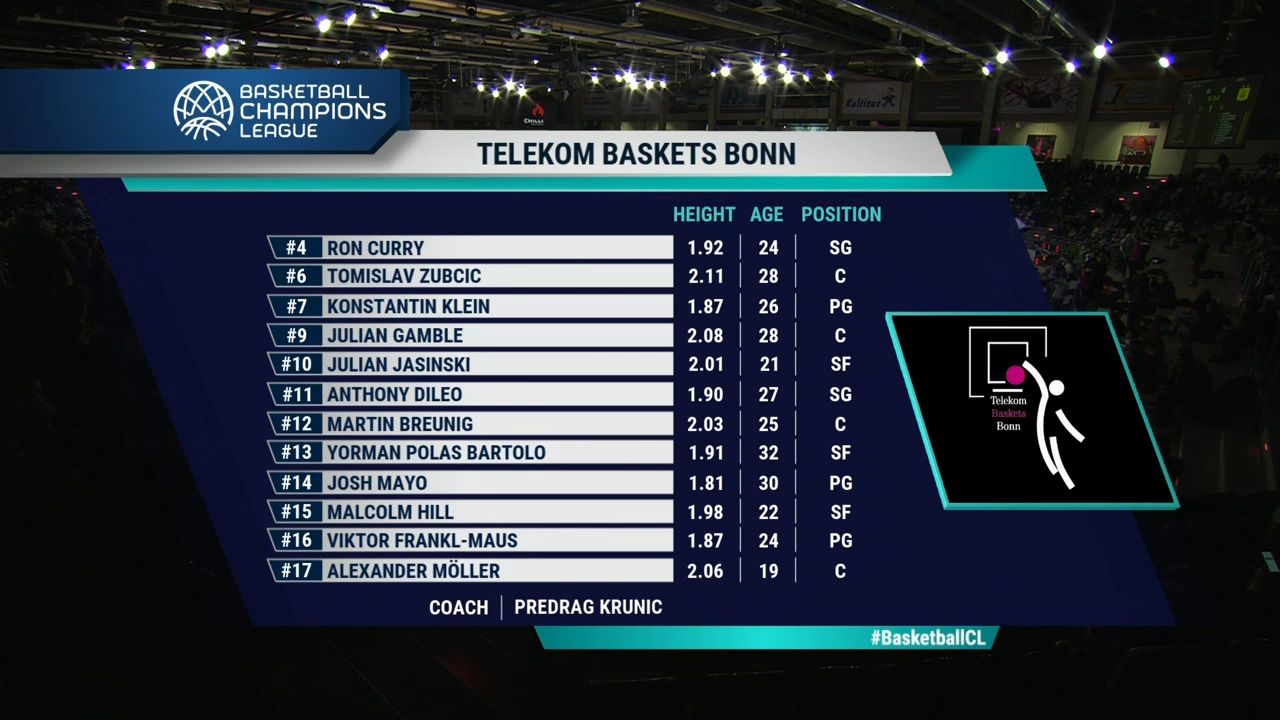 BASKETBALL
CHAMPIONS
LEAGUE
Kulticus
CHILLI
TELEKOM BASKETS BONN
HEIGHT AGE POSITION
#4 RON CURRY 1.92 24 SG
#6 TOMISLAV ZUBCIC 2.11 28 C
#7 KONSTANTIN KLEIN 1.87 26 PG
#9 JULIAN GAMBLE 2.08 28 C
#10 JULIAN JASINSKI 2.01 21 SF
#11 ANTHONY DILEO 1.90 27 SG
#12 MARTIN BREUNIG 2.03 25 C
#13 YORMAN POLAS BARTOLO 1.91 32 SF
#14 JOSH MAYO 1.81 30 PG
#15 MALCOLM HILL 1.98 22 SF
#16 VIKTOR FRANKL-MAUS 1.87 24 PG
#17 ALEXANDER MÖLLER 2.06 19 C
Telekom
Baskets
Bonn
COACH | PREDRAG KRUNIC
#BasketballCL